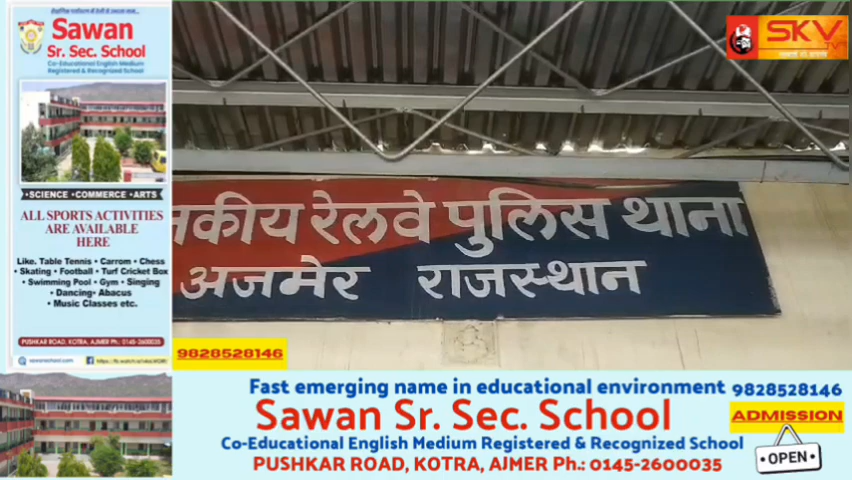 Sawan
Sr. Sec. School
Co-Educational English Medium
Registered & Recognized School
•SCIENCE •COMMERCE •ARTS•
ALL SPORTS ACTIVITIES
ARE AVAILABLE
HERE
Like. Table Tennis • Carrom • Chess
• Skating • Football • Turf Cricket Box
• Swimming Pool • Gym • Singing
• Dancing• Abacus
• Music Classes etc.
PUSHKAR ROAD, KOTRA, AJMER Ph.: 0145-2600035
sawanschool.com
SKV
TV
जकीय रेलवे पुलिस थाना
अजमेर राजस्थान
9828528146
Fast emerging name in educational environment 9828528146
Sawan Sr. Sec. School
ADMISSION
OPEN
Co-Educational English Medium Registered & Recognized School
PUSHKAR ROAD, KOTRA, AJMER Ph.: 0145-2600035